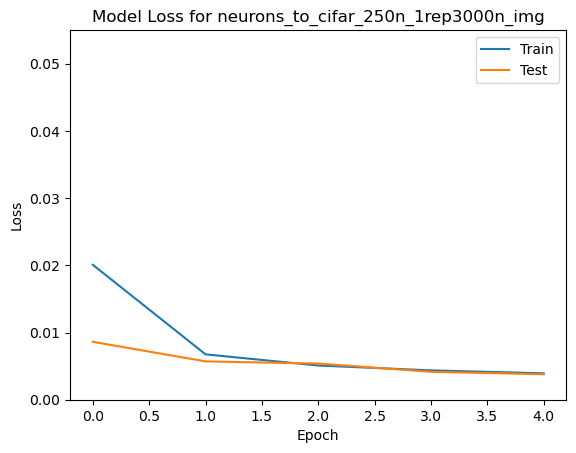 Model Loss for neurons_to_cifar_250n_1rep3000n_img
Train
Test
Loss
0.05
0.04
0.03
0.02
0.01
0.00
0.0 0.5 1.0 1.5 2.0 2.5 3.0 3.5 4.0
Epoch